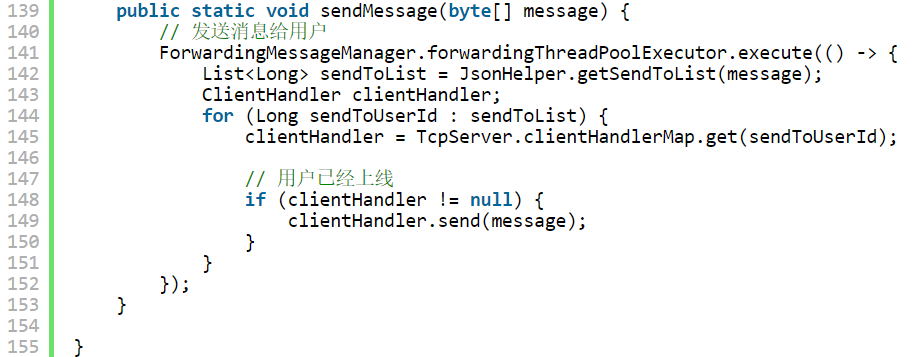 139     public static void sendMessage(byte[] message) {
140         // 发送消息给用户
141         ForwardingMessageManager.forwardingThreadPoolExecutor.execute(() -> {
142             List<Long> sendToList = JsonHelper.getSendToList(message);
143             ClientHandler clientHandler;
144             for (Long sendToUserId : sendToList) {
145                 clientHandler = TcpServer.clientHandlerMap.get(sendToUserId);
146
147                 // 用户已经上线
148                 if (clientHandler != null) {
149                     clientHandler.send(message);
150                 }
151             }
152         });
153     }
154
155 }